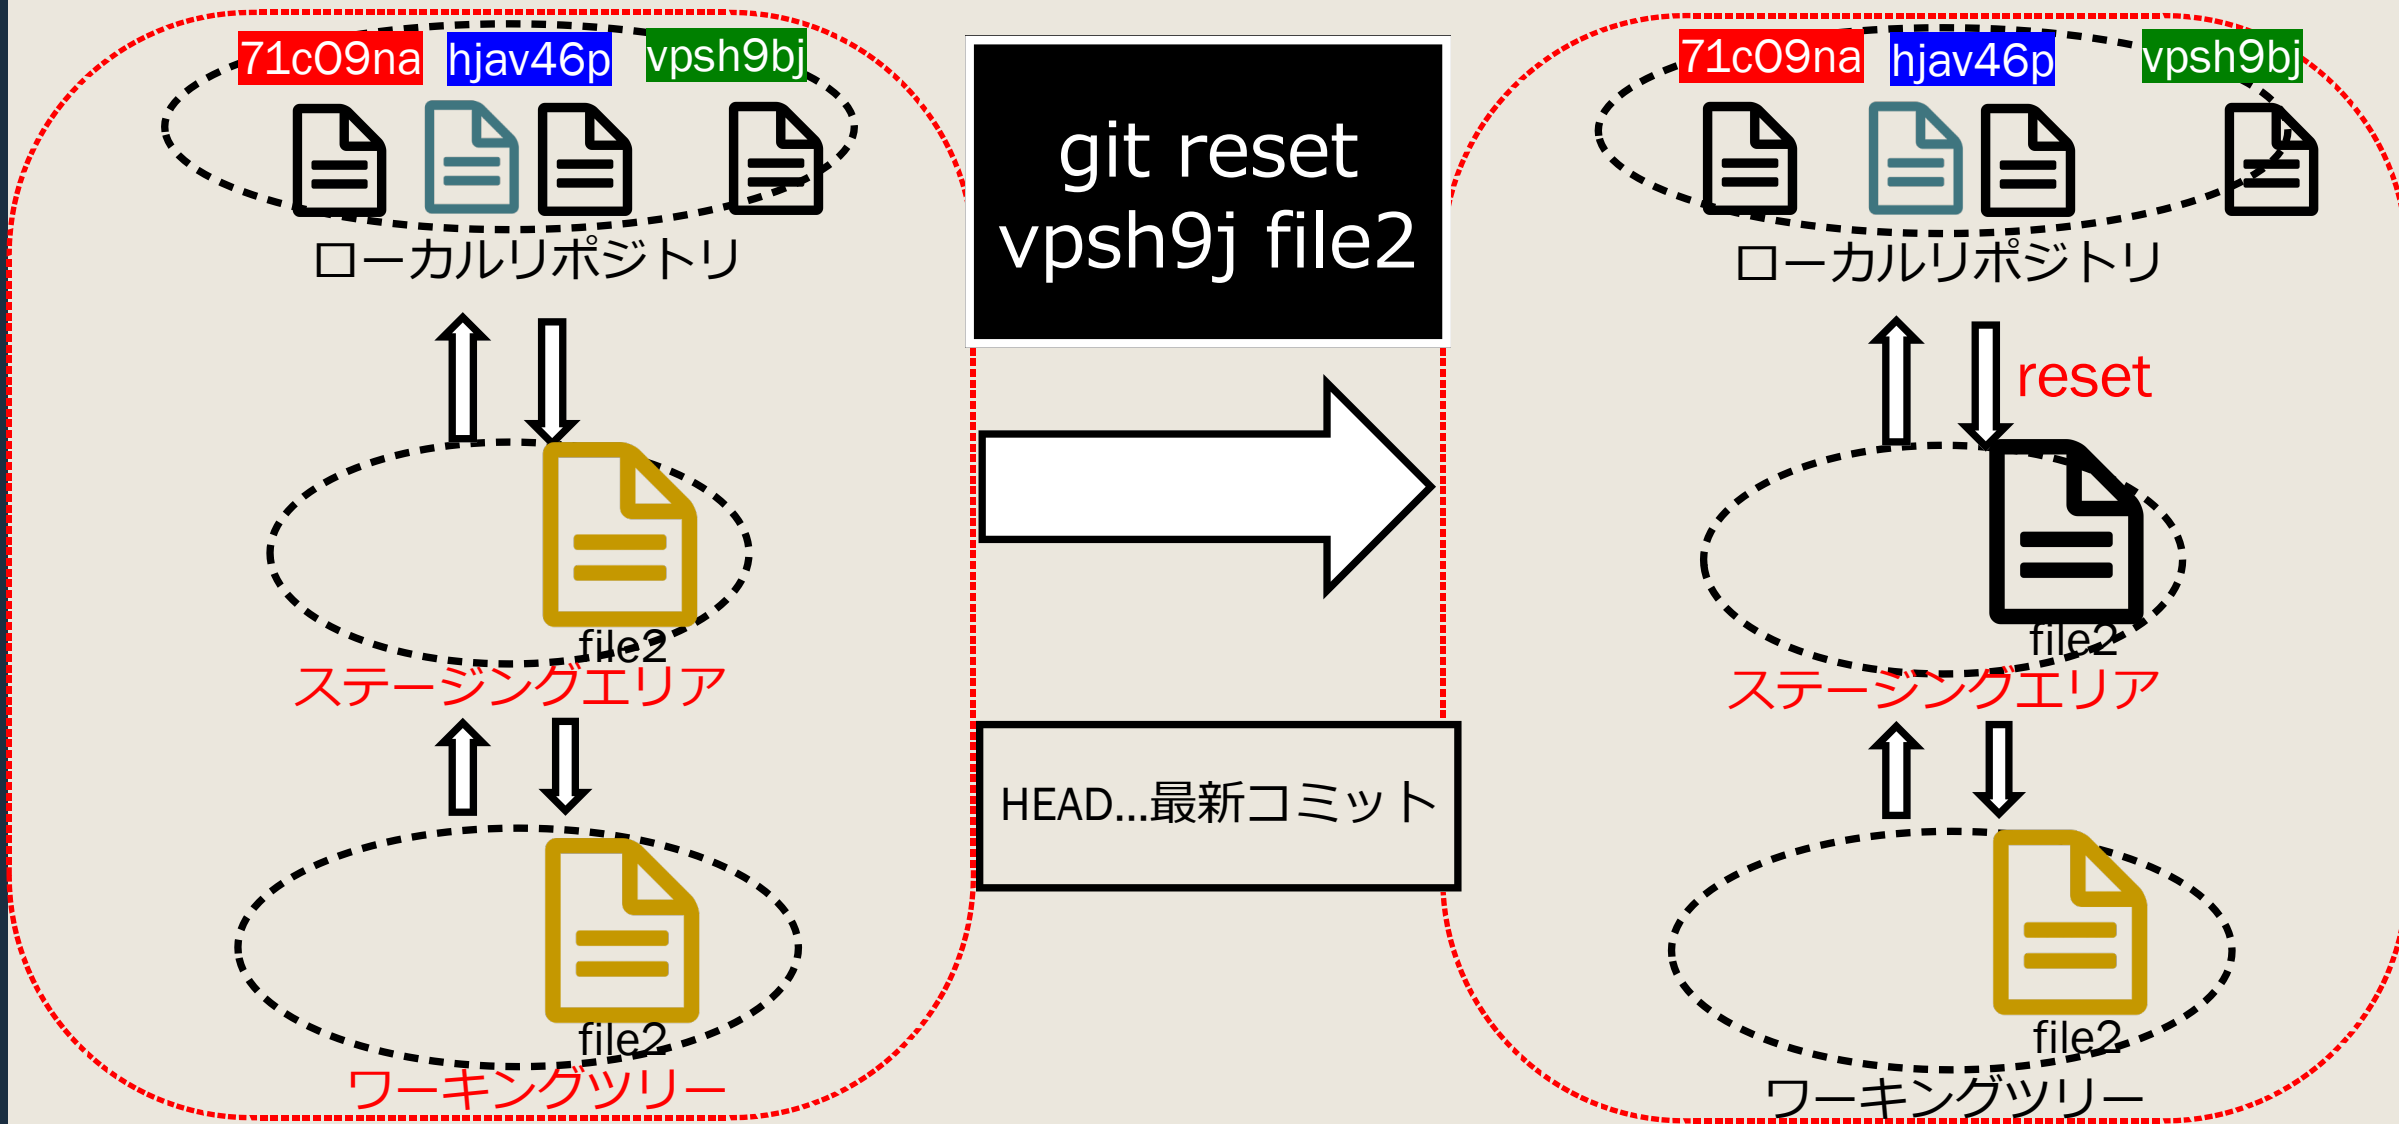 71c09na hjav46p vpsh9bj
ローカルリポジトリ
file2
ステージングエリア
file2
ワーキングツリー
git reset
vpsh9j file2
HEAD...最新コミット
71c09na hjav46p vpsh9bj
ローカルリポジトリ
reset
file2
ステージングエリア
file2
ワーキングツリー